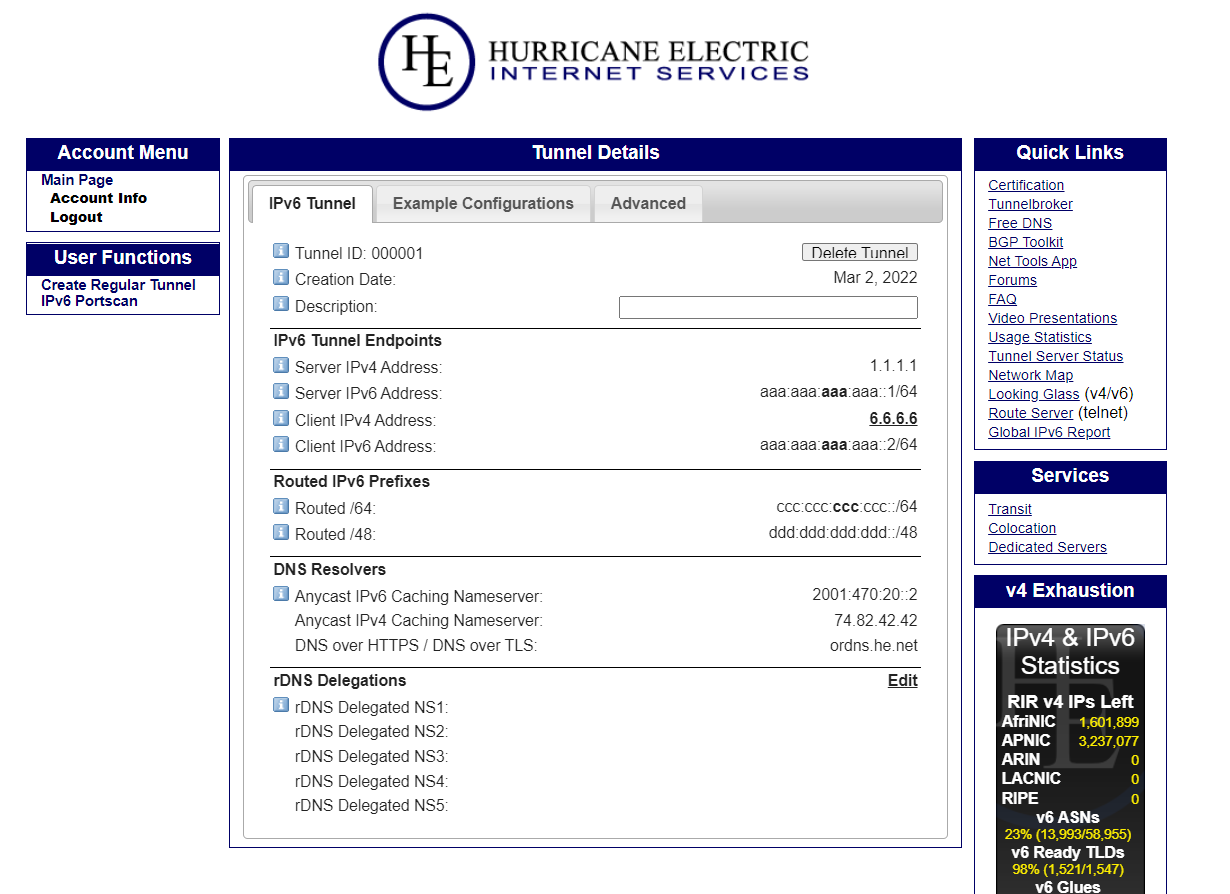 HE
HURRICANE ELECTRIC
INTERNET SERVICES
Account Menu
Main Page
Account Info
Logout
User Functions
Create Regular Tunnel
IPv6 Portscan
Tunnel Details
IPv6 Tunnel
Example Configurations
Advanced
Tunnel ID: 000001
Delete Tunnel
Creation Date:
Mar 2, 2022
Description:
IPv6 Tunnel Endpoints
Server IPv4 Address:
1.1.1.1
Server IPv6 Address:
aaa:aaa:aaa:aaa::1/64
Client IPv4 Address:
6.6.6.6
Client IPv6 Address:
aaa:aaa:aaa:aaa::2/64
Routed IPv6 Prefixes
Routed /64:
ccc:ccc:ccc:ccc::/64
Routed /48:
ddd:ddd:ddd:ddd::/48
DNS Resolvers
Anycast IPv6 Caching Nameserver:
2001:470:20::2
Anycast IPv4 Caching Nameserver:
74.82.42.42
DNS over HTTPS / DNS over TLS:
ordns.he.net
rDNS Delegations
Edit
rDNS Delegated NS1:
rDNS Delegated NS2:
rDNS Delegated NS3:
rDNS Delegated NS4:
rDNS Delegated NS5:
Quick Links
Certification
Tunnelbroker
Free DNS
BGP Toolkit
Net Tools App
Forums
FAQ
Video Presentations
Usage Statistics
Tunnel Server Status
Network Map
Looking Glass (v4/v6)
Route Server (telnet)
Global IPv6 Report
Services
Transit
Colocation
Dedicated Servers
v4 Exhaustion
IPv4 & IPv6
Statistics
RIR v4 IPs Left
AfriNIC 1,601,899
APNIC 3,237,077
ARIN 0
LACNIC 0
RIPE 0
v6 ASNs
23% (13,993/58,955)
v6 Ready TLDs
98% (1,521/1,547)
v6 Glues